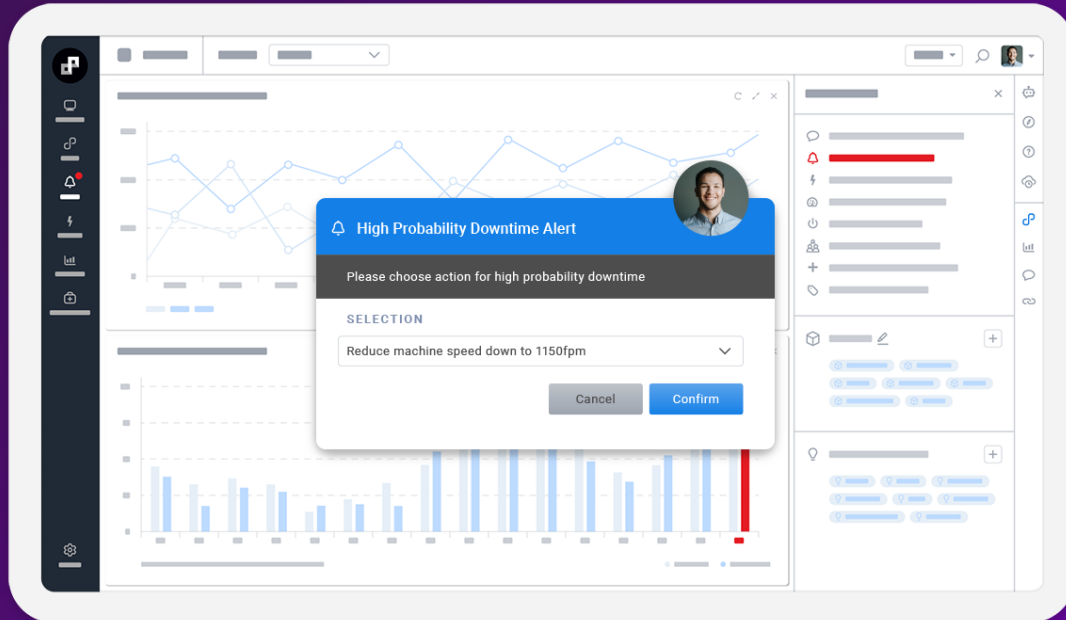 High Probability Downtime Alert
Please choose action for high probability downtime
SELECTION
Reduce machine speed down to 1150fpm
Cancel
Confirm